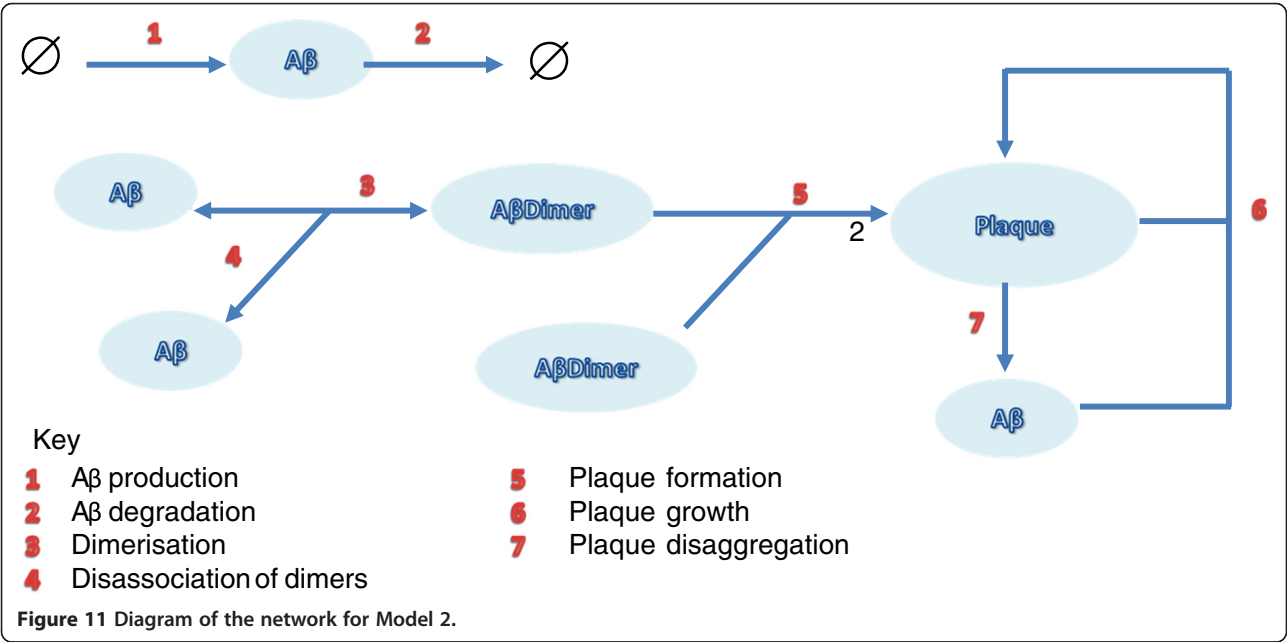 ∅ 1 Aβ 2 ∅
Aβ 3 AβDimer 5 2 Plaque 6
4
Aβ AβDimer 7 Aβ
Key
1 Aβ production
2 Aβ degradation
3 Dimerisation
4 Disassociation of dimers
5 Plaque formation
6 Plaque growth
7 Plaque disaggregation
Figure 11 Diagram of the network for Model 2.